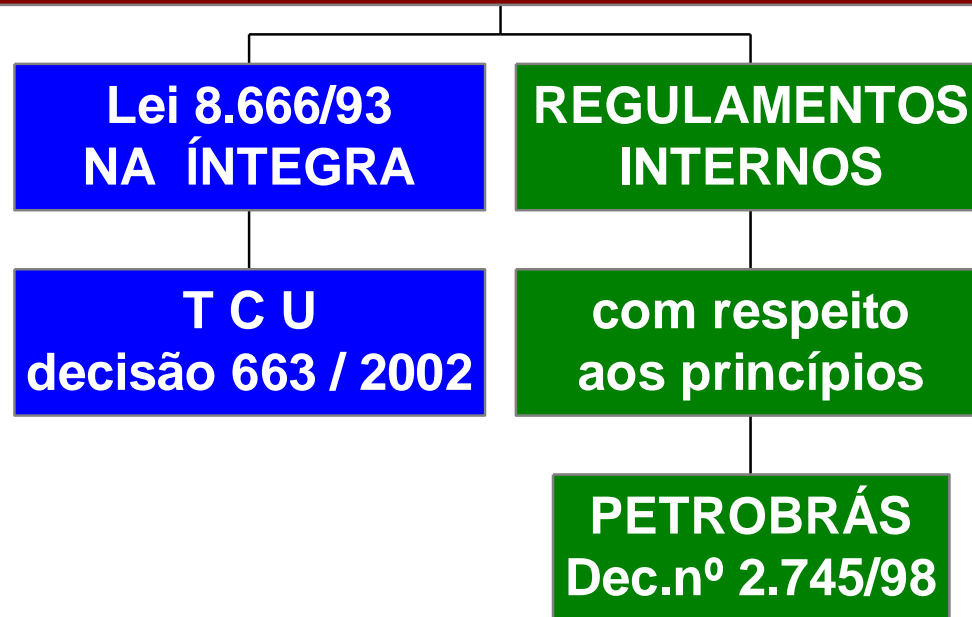 Lei 8.666/93
NA ÍNTEGRA
REGULAMENTOS
INTERNOS
T C U
decisão 663 / 2002
com respeito
aos princípios
PETROBRÁS
Dec.nº 2.745/98